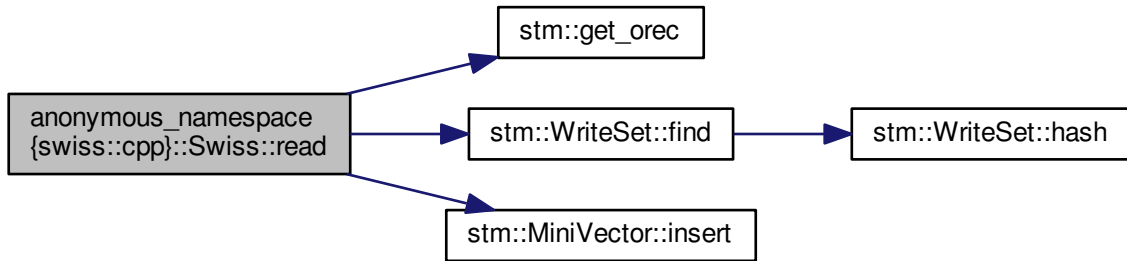 anonymous_namespace
{swiss::cpp}::Swiss::read
stm::get_orec
stm::WriteSet::find
stm::WriteSet::hash
stm::MiniVector::insert